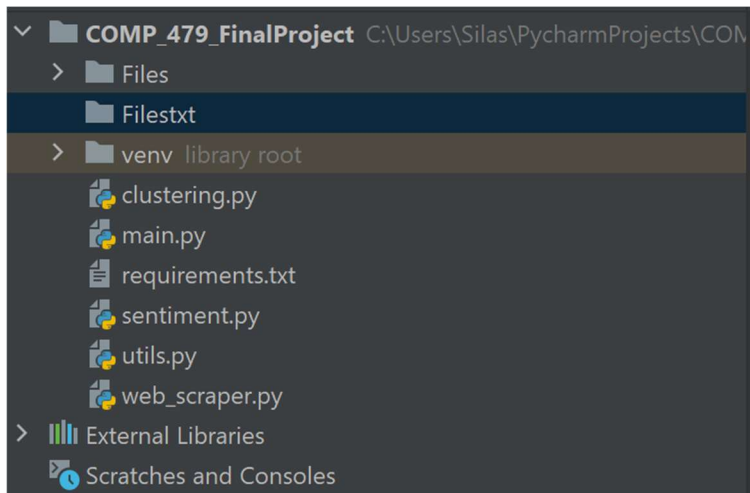 COMP_479_FinalProject C:\Users\Silas\PycharmProjects\COM
Files
Filestxt
venv library root
clustering.py
main.py
requirements.txt
sentiment.py
utils.py
web_scraper.py
External Libraries
Scratches and Consoles